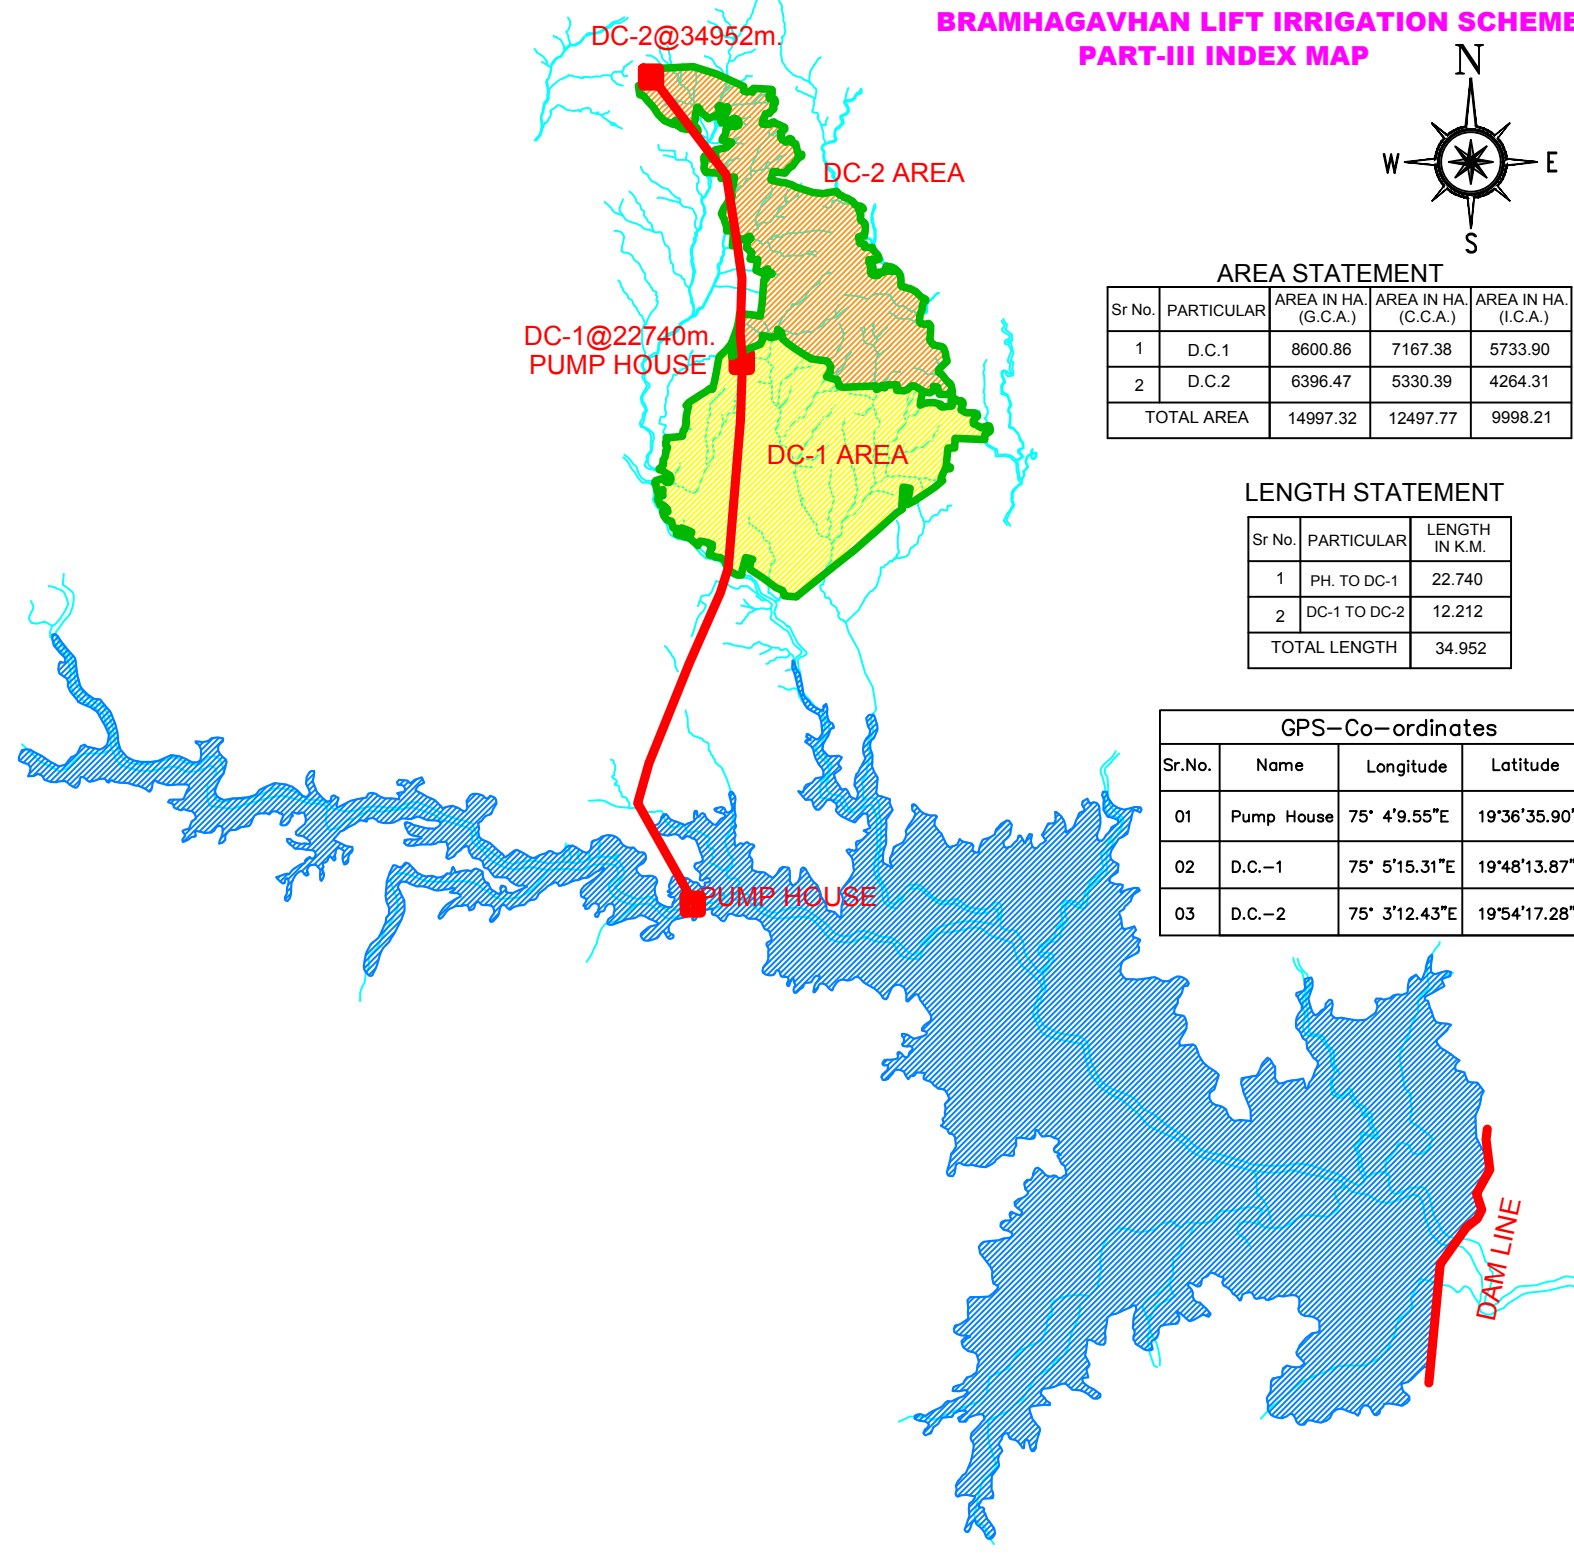 BRAMHAGAVHAN LIFT IRRIGATION SCHEME
PART-III INDEX MAP
N
W
E
S
DC-2@34952m.
DC-2 AREA
DC-1@22740m.
PUMP HOUSE
DC-1 AREA
PUMP HOUSE
DAM LINE
AREA STATEMENT
Sr No. PARTICULAR AREA IN HA. (G.C.A.) AREA IN HA. (C.C.A.) AREA IN HA. (I.C.A.)
1 D.C.1 8600.86 7167.38 5733.90
2 D.C.2 6396.47 5330.39 4264.31
TOTAL AREA 14997.32 12497.77 9998.21
LENGTH STATEMENT
Sr No. PARTICULAR LENGTH IN K.M.
1 PH. TO DC-1 22.740
2 DC-1 TO DC-2 12.212
TOTAL LENGTH 34.952
GPS-Co-ordinates
Sr.No. Name Longitude Latitude
01 Pump House 75° 4'9.55"E 19°36'35.90"
02 D.C.-1 75° 5'15.31"E 19°48'13.87"
03 D.C.-2 75° 3'12.43"E 19°54'17.28"